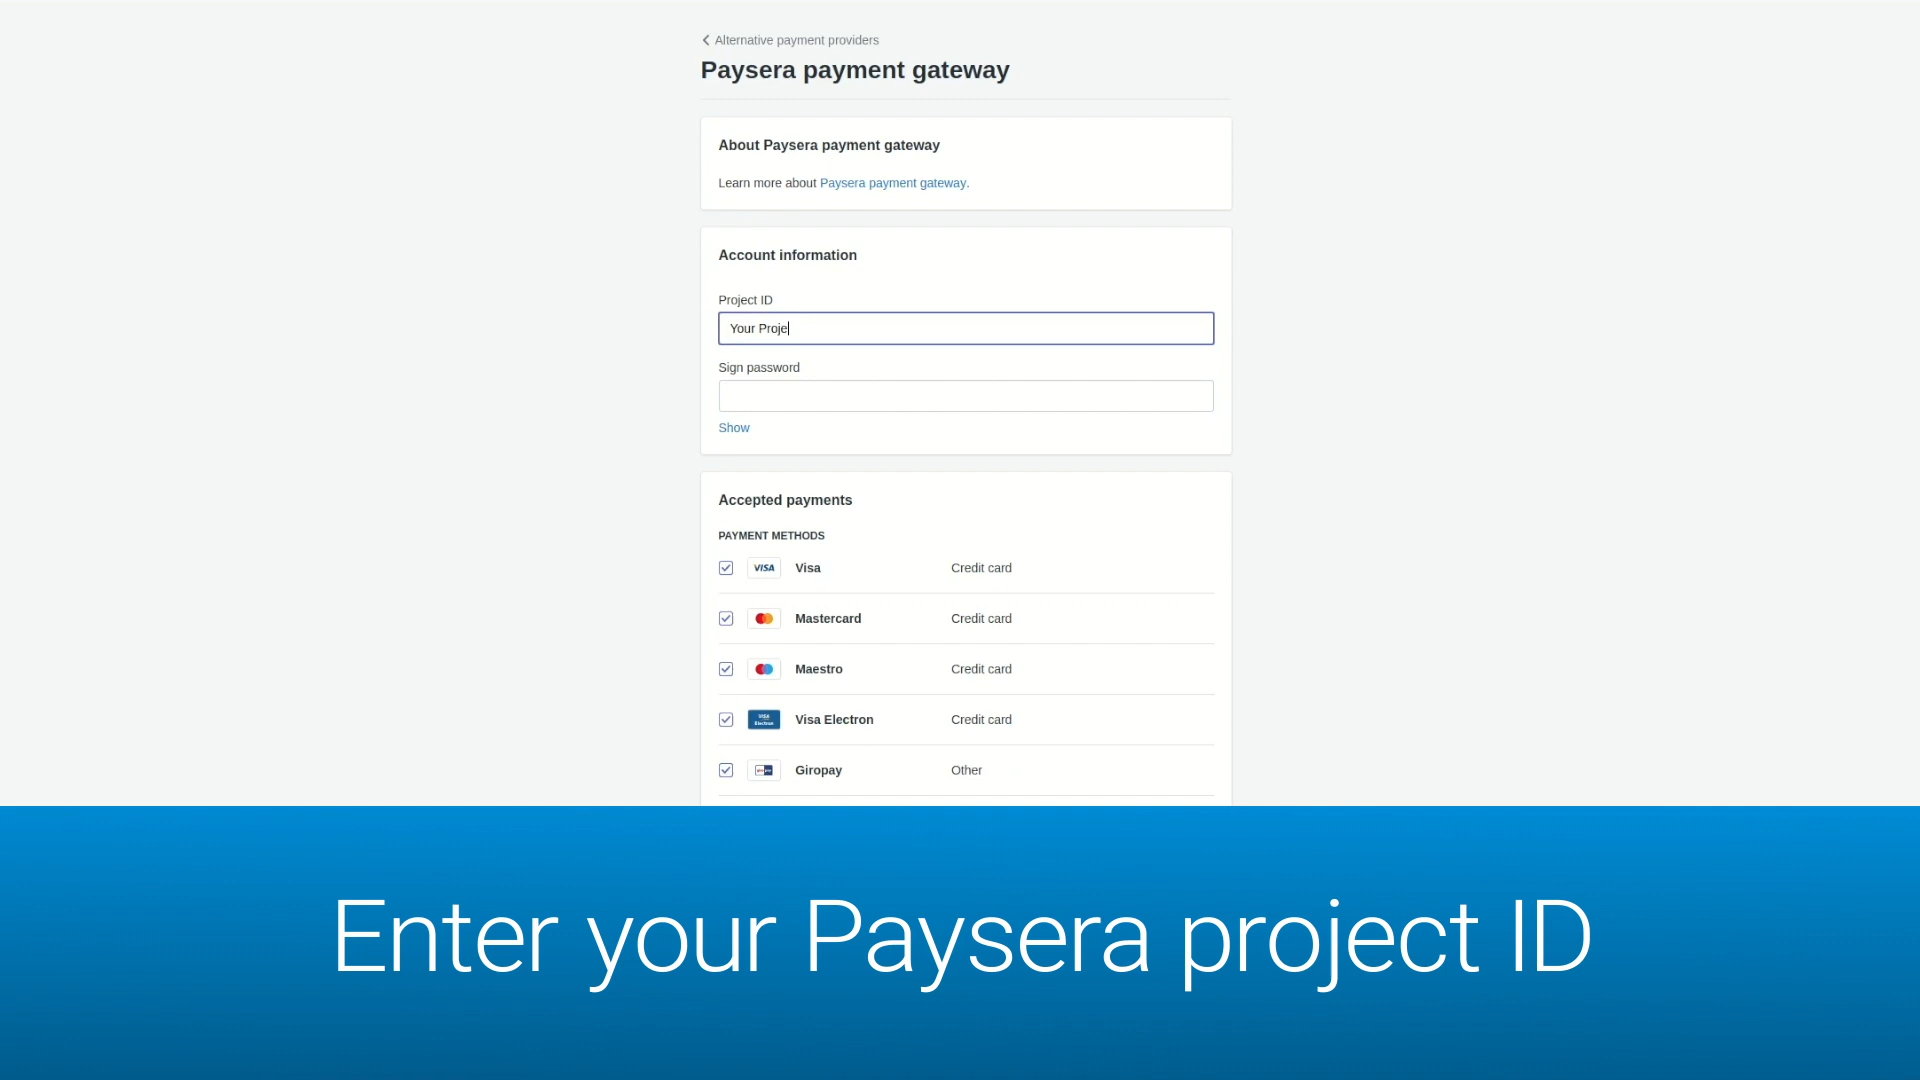 Alternative payment providers
Paysera payment gateway
About Paysera payment gateway
Learn more about Paysera payment gateway.
Account information
Project ID
Your Proje
Sign password
Show
Accepted payments
PAYMENT METHODS
VISA Visa Credit card
Mastercard Credit card
Maestro Credit card
VISA Electron Visa Electron Credit card
Giropay Other
Enter your Paysera project ID